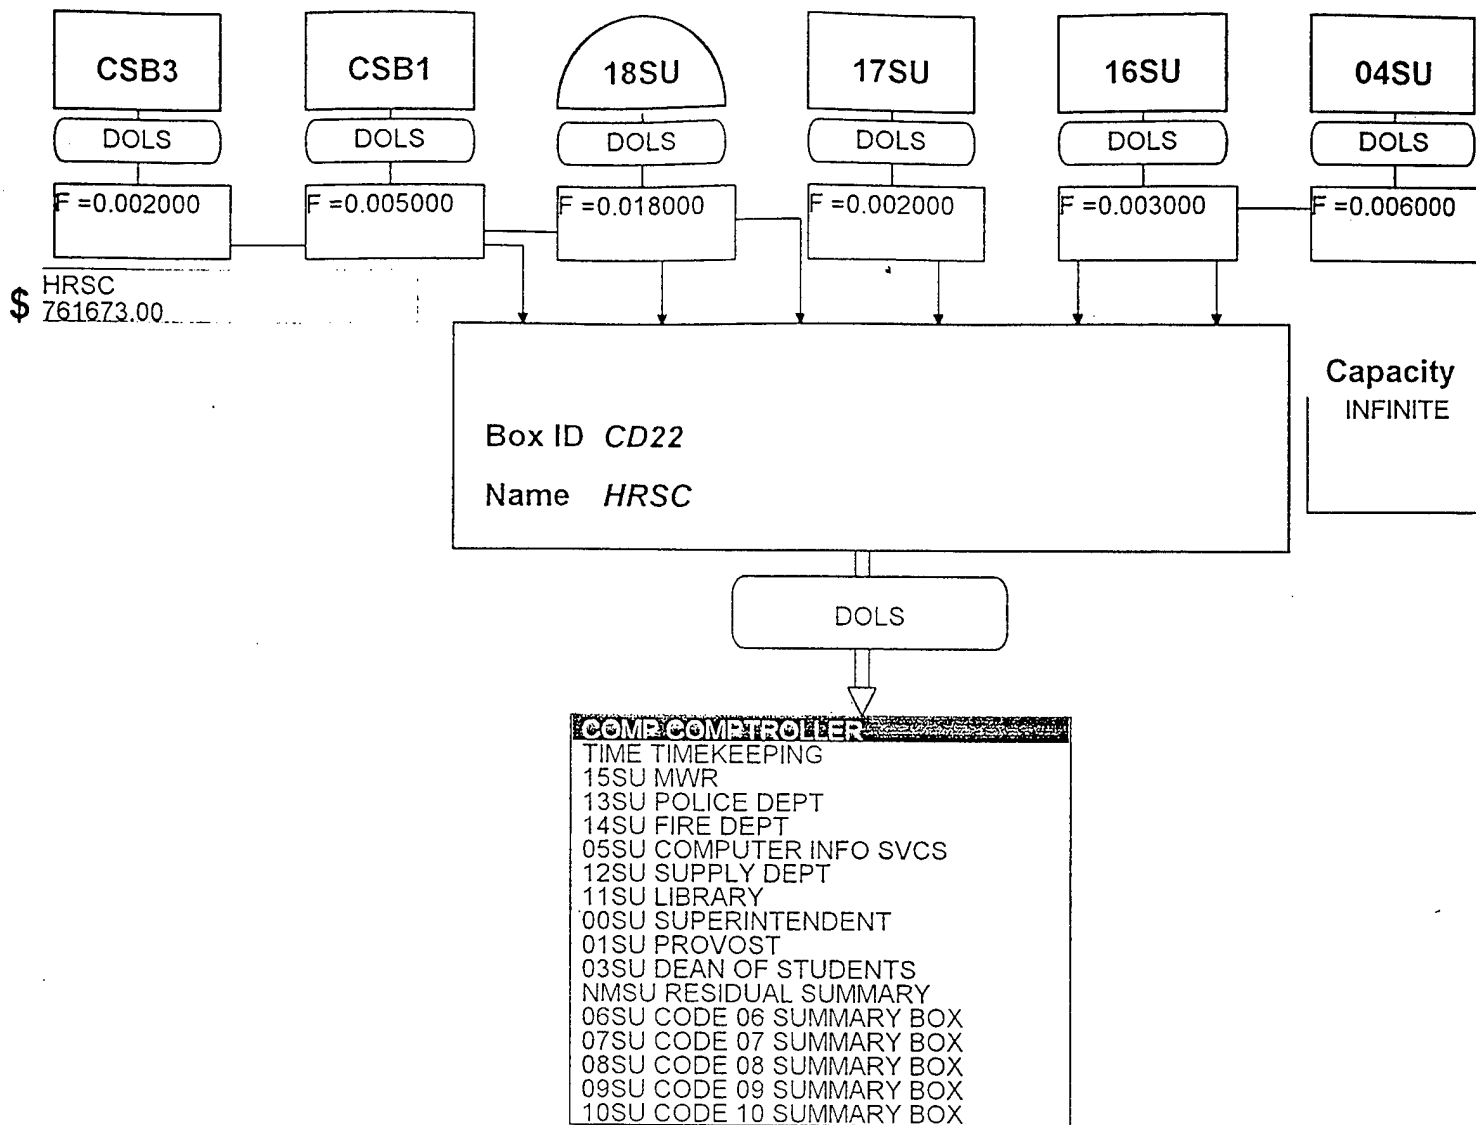 CSB3 CSB1 18SU 17SU 16SU 04SU
DOLS DOLS DOLS DOLS DOLS DOLS
F =0.002000 F =0.005000 F =0.018000 F =0.002000 F =0.003000 F =0.006000
HRSC
$ 761673.00
Capacity
INFINITE
Box ID CD22
Name HRSC
DOLS
COMP COMPTROLLER
TIME TIMEKEEPING
15SU MWR
13SU POLICE DEPT
14SU FIRE DEPT
05SU COMPUTER INFO SVCS
12SU SUPPLY DEPT
11SU LIBRARY
00SU SUPERINTENDENT
01SU PROVOST
03SU DEAN OF STUDENTS
NMSU RESIDUAL SUMMARY
06SU CODE 06 SUMMARY BOX
07SU CODE 07 SUMMARY BOX
08SU CODE 08 SUMMARY BOX
09SU CODE 09 SUMMARY BOX
10SU CODE 10 SUMMARY BOX